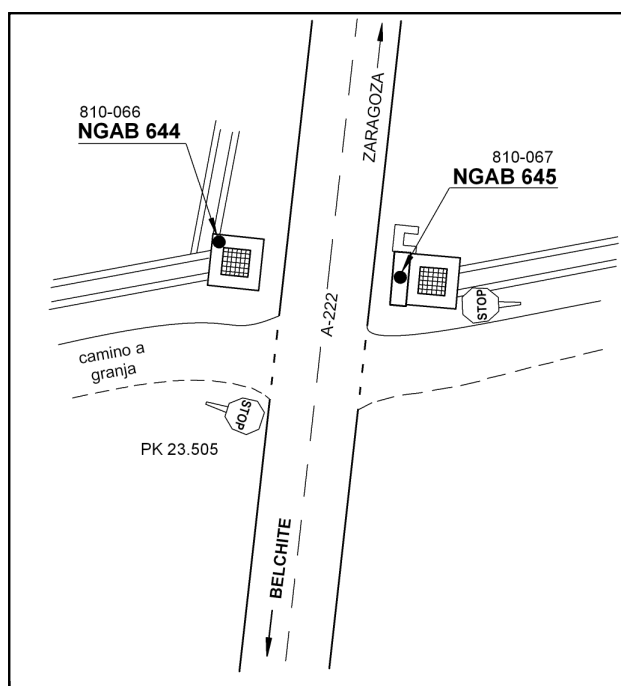 810-066
NGAB 644
ZARAGOZA
810-067
NGAB 645
A-222
STOP
camino a
granja
STOP
PK 23.505
BELCHITE